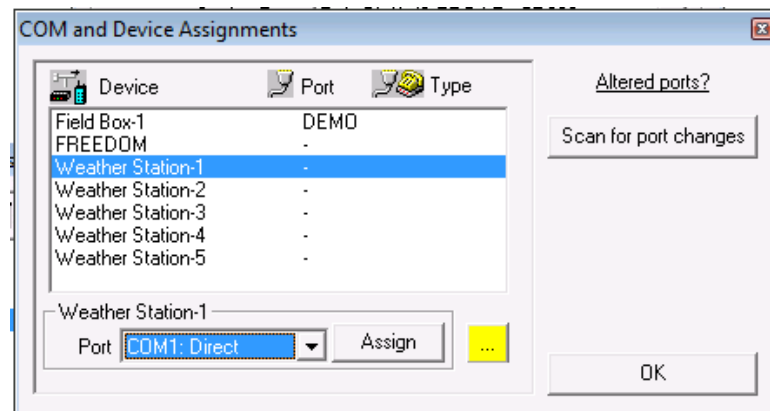 COM and Device Assignments
Device Port Type
Altered ports?
Field Box-1 DEMO
FREEDOM -
Scan for port changes
Weather Station-1 -
Weather Station-2 -
Weather Station-3 -
Weather Station-4 -
Weather Station-5 -
Weather Station-1
Port COM1: Direct Assign ...
OK